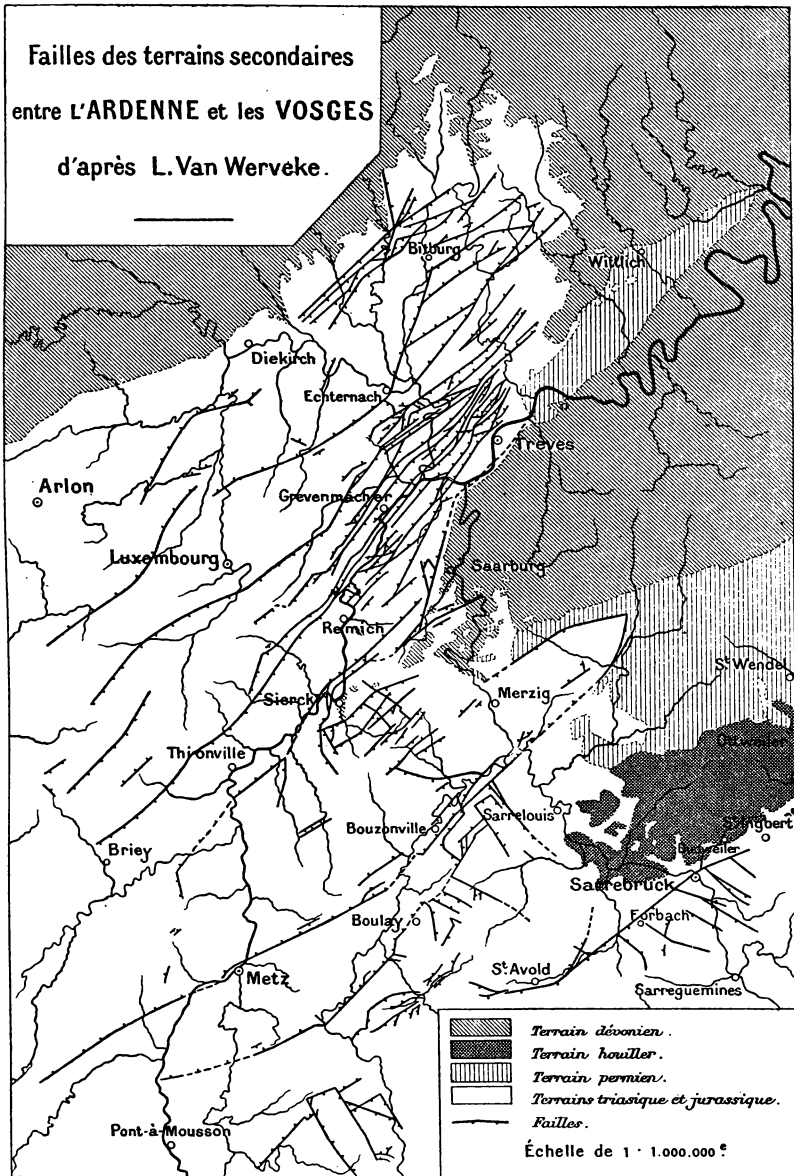 Failles des terrains secondaires
entre L'ARDENNE et les VOSGES
d'après L. Van Werveke.
Bitburg
Wittlich
Diekirch
Echternach
Trèves
Arlon
Grevenmacher
Luxembourg
Saarburg
Remich
St Wendel
Sierck
Merzig
Ottweiler
Thionville
Sarrelouis
St Ingbert
Bouzonville
Dudweiler
Briey
Sarrebruck
Forbach
Boulay
St. Avold
Metz
Sarreguemines
Terrain dévonien.
Terrain houiller.
Terrain permien.
Terrains triasique et jurassique.
Failles.
Pont-à-Mousson
Échelle de 1 : 1.000.000e.